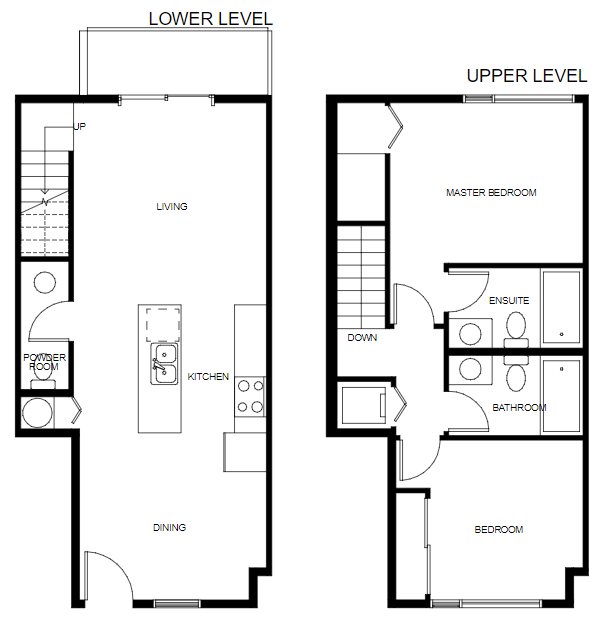 LOWER LEVEL
UP
LIVING
POWDER
ROOM
KITCHEN
DINING
UPPER LEVEL
MASTER BEDROOM
ENSUITE
DOWN
BATHROOM
BEDROOM